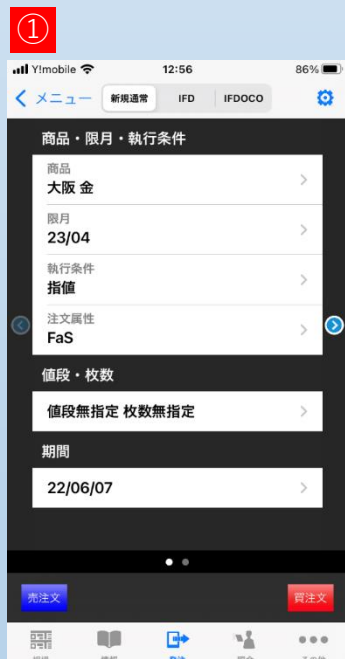 ①
Y!mobile 12:56 86%
メニュー 新規通常 IFD IFDOCO
商品・限月・執行条件
商品
大阪 金
限月
23/04
執行条件
指値
注文属性
FaS
値段・枚数
値段無指定 枚数無指定
期間
22/06/07
売注文 買注文